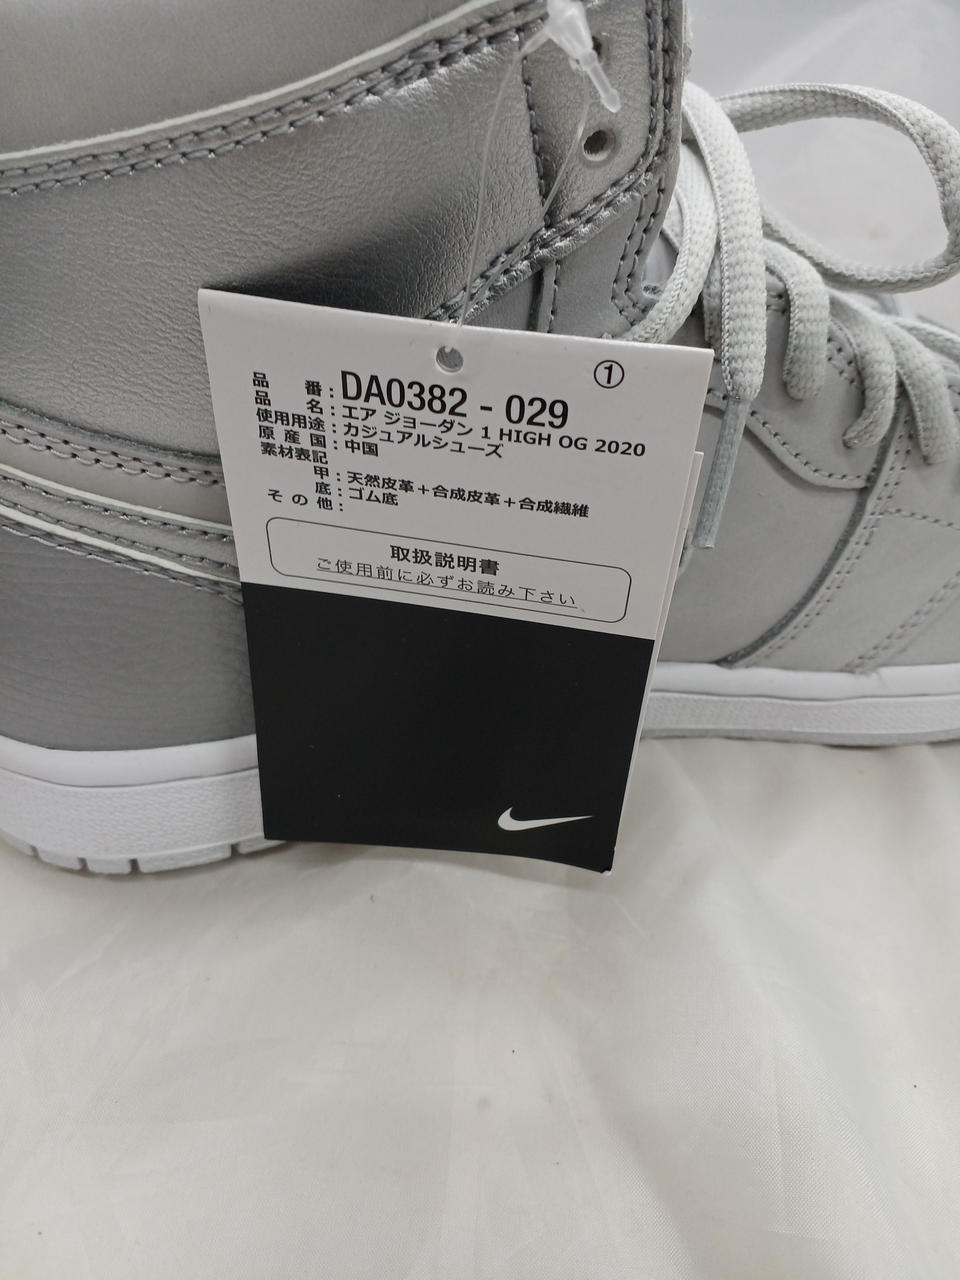 ①
品 番：DA0382 - 029
品 名：エア ジョーダン 1 HIGH OG 2020
使用用途：カジュアルシューズ
原 産 国：中国
素材表記
甲：天然皮革＋合成皮革＋合成繊維
底：ゴム底
そ の 他：
取扱説明書
ご使用前に必ずお読み下さい